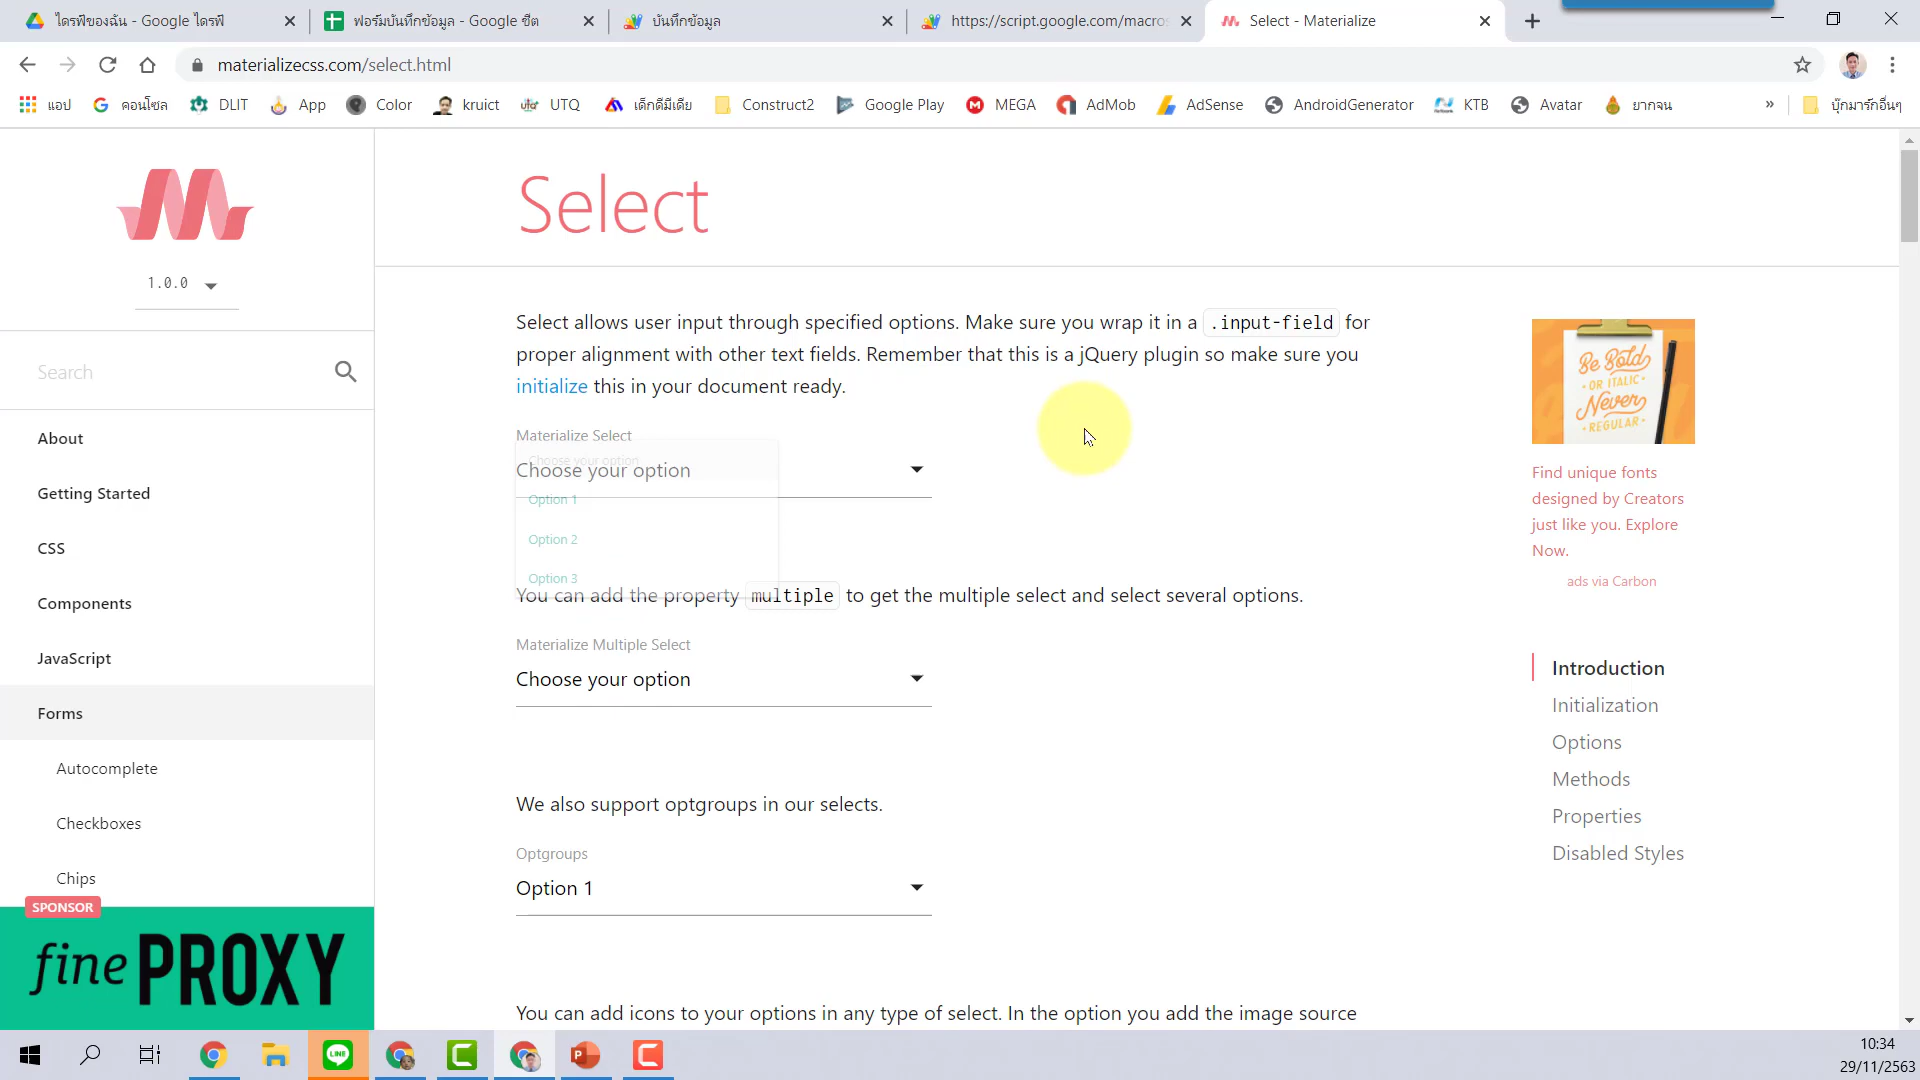 ไดรฟ์ของฉัน - Google ไดรฟ์
ฟอร์มบันทึกข้อมูล - Google ชีต
บันทึกข้อมูล
https://script.google.com/macros
Select - Materialize
materializecss.com/select.html
แอป
คอนโซล
DLIT
App
Color
kruict
UTQ
เด็กดีมีเดีย
Construct2
Google Play
MEGA
AdMob
AdSense
AndroidGenerator
KTB
Avatar
ยากจน
»
บุ๊กมาร์กอื่นๆ
1.0.0
Search
About
Getting Started
CSS
Components
JavaScript
Forms
Autocomplete
Checkboxes
Chips
SPONSOR
fine PROXY
Select
Select allows user input through specified options. Make sure you wrap it in a .input-field for
proper alignment with other text fields. Remember that this is a jQuery plugin so make sure you
initialize this in your document ready.
Materialize Select
Choose your option
Choose your option
Option 1
Option 2
Option 3
You can add the property multiple to get the multiple select and select several options.
Materialize Multiple Select
Choose your option
We also support optgroups in our selects.
Optgroups
Option 1
You can add icons to your options in any type of select. In the option you add the image source
Be Bold
OR ITALIC
Never
REGULAR
Find unique fonts
designed by Creators
just like you. Explore
Now.
ads via Carbon
Introduction
Initialization
Options
Methods
Properties
Disabled Styles
LINE
10:34
29/11/2563